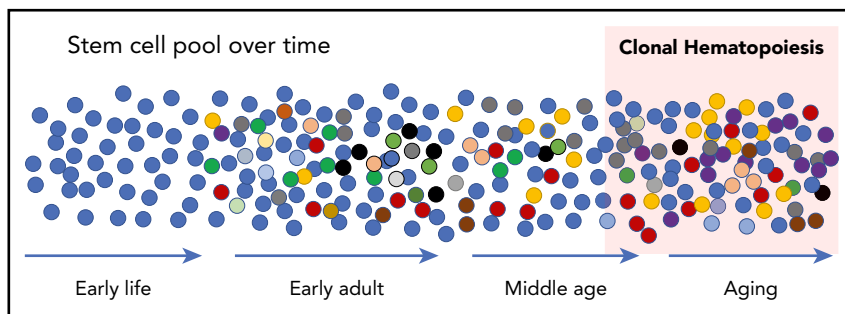 Stem cell pool over time
Clonal Hematopoiesis
Early life
Early adult
Middle age
Aging